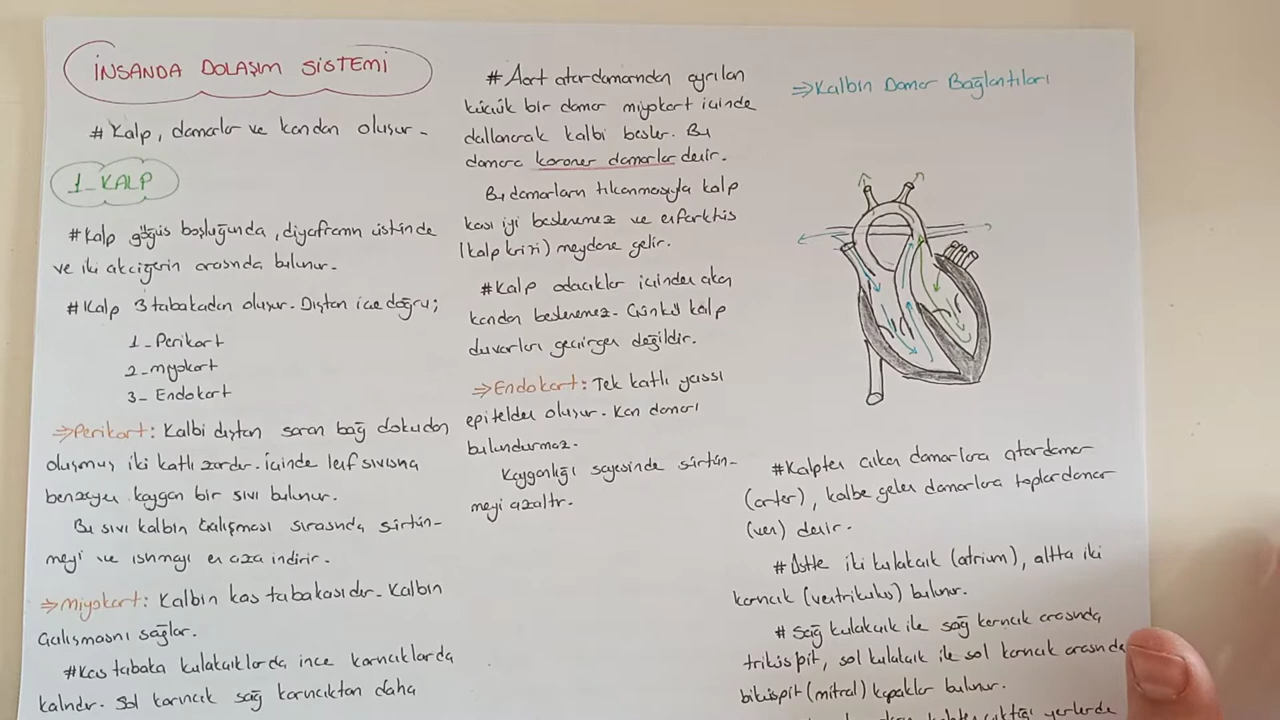 İNSANDA DOLAŞIM SİSTEMİ
# Kalp, damarlar ve kandan oluşur.
1_ KALP
#Kalp göğüs boşluğunda, diyaframın üstünde
ve iki akciğerin arasında bulunur.
#Kalp 3 tabakadan oluşur. Dıştan içe doğru;
1_Perikart
2_miyokart
3_ Endokart
⇒Perikart: Kalbi dıştan saran bağ dokudan
oluşmuş iki katlı zardır. İçinde lenf sıvısına
benzeyen kaygan bir sıvı bulunur.
Bu sıvı kalbin çalışması sırasında sürtün-
meyi ve ısınmayı en aza indirir.
⇒Miyokart: Kalbin kas tabakasıdır. Kalbin
çalışmasını sağlar.
#Kas tabaka kulakçıklarda ince karıncıklarda
kalındır. Sol karıncık sağ karıncıktan daha
# Aort atardamarından ayrılan
küçük bir damar miyokart içinde
dallanarak kalbi besler. Bu
damara koroner damarlar denir.
Bu damarların tıkanmasıyla kalp
kası iyi beslenemez ve enfarktüs
(kalp krizi) meydana gelir.
#Kalp odacıklar içinden akan
kandan beslenemez. Çünkü kalp
duvarları geçirgen değildir.
⇒Endokart: Tek katlı yassı
epitelden oluşur. Kan damarı
bulundurmaz.
Kayganlığı sayesinde sürtün-
meyi azaltır.
⇒Kalbin Damar Bağlantıları
#Kalpten çıkan damarlara atardamar
(arter), kalbe gelen damarlara toplardamar
(ven) denir.
#Üstte iki kulakçık (atrium), altta iki
karıncık (ventrikulus) bulunur.
# Sağ kulakçık ile sağ karıncık arasında
triküspit, sol kulakçık ile sol karıncık arasında
biküspit (mitral) kapaklar bulunur.
yerlerde